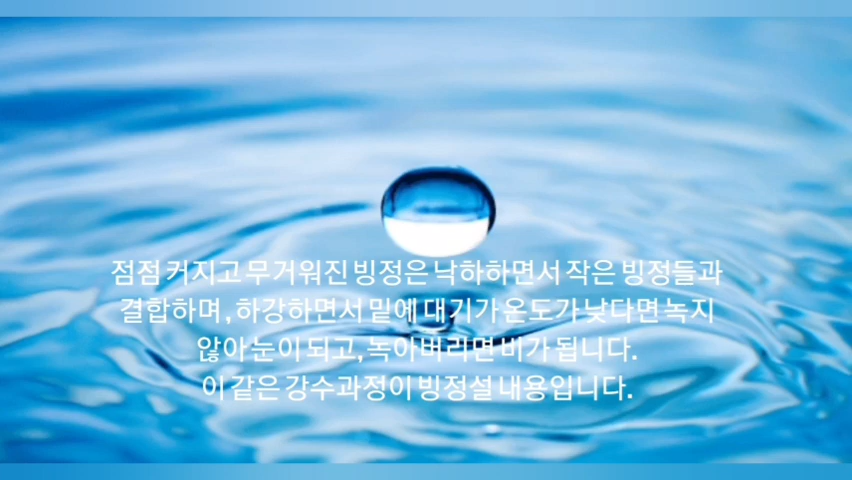 점점 커지고 무거워진 빙정은 낙하하면서 작은 빙정들과
결합하며, 하강하면서 밑에 대기가 온도가 낮다면 녹지
않아 눈이 되고, 녹아버리면 비가 됩니다.
이 같은 강수과정이 빙정설 내용입니다.